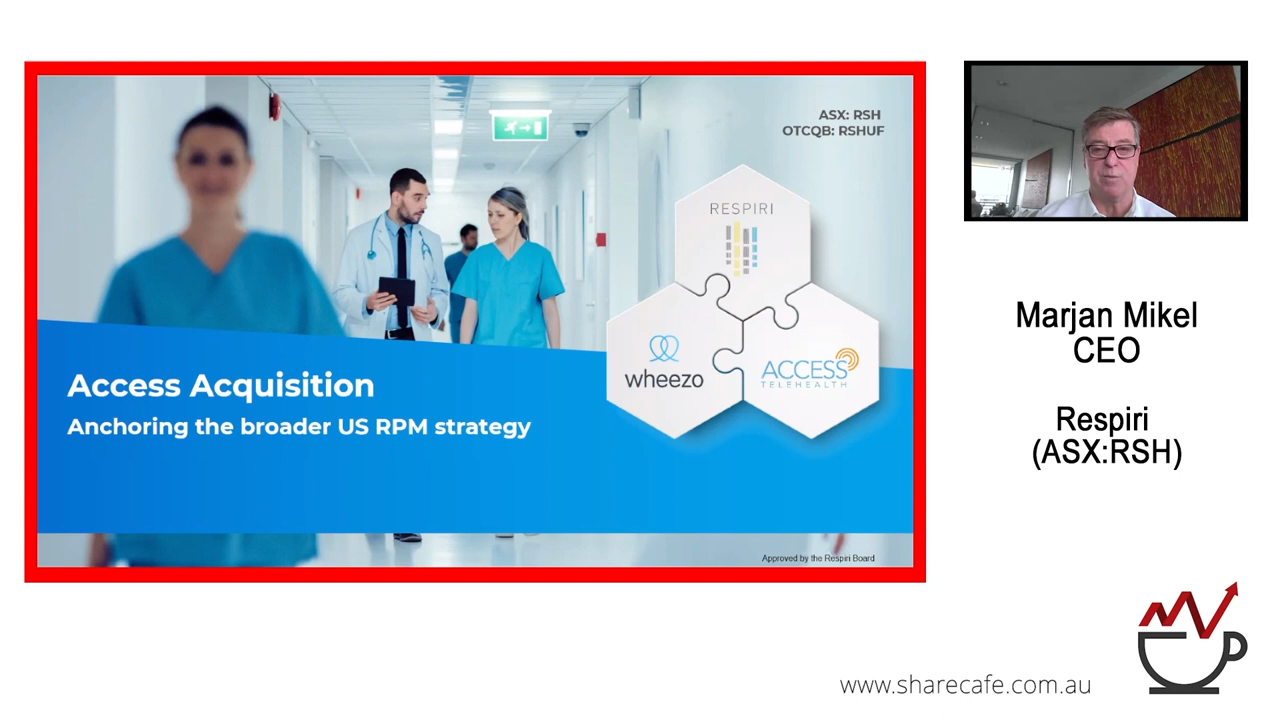 ASX: RSH
OTCQB: RSHUF
RESPIRI
wheezo
ACCESS
TELEHEALTH
Access Acquisition
Anchoring the broader US RPM strategy
Approved by the Respiri Board
Marjan Mikel
CEO
Respiri
(ASX:RSH)
www.sharecafe.com.au